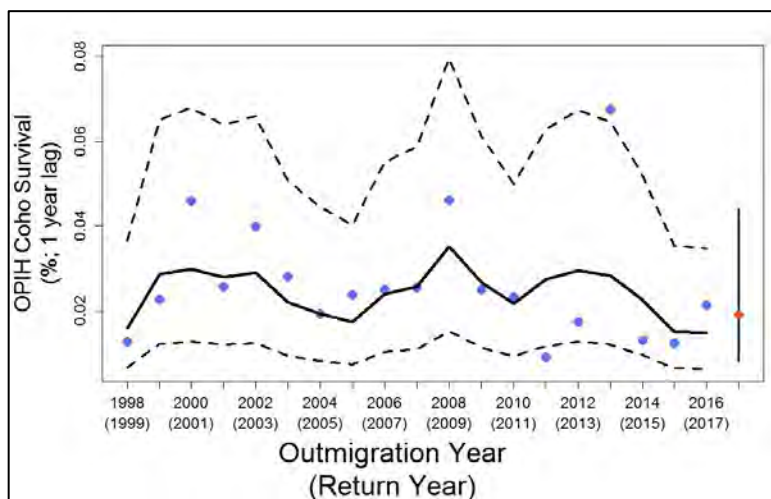 OPIH Coho Survival
(%; 1 year lag)
0.08
0.06
0.04
0.02
1998 2000 2002 2004 2006 2008 2010 2012 2014 2016
(1999) (2001) (2003) (2005) (2007) (2009) (2011) (2013) (2015) (2017)
Outmigration Year
(Return Year)